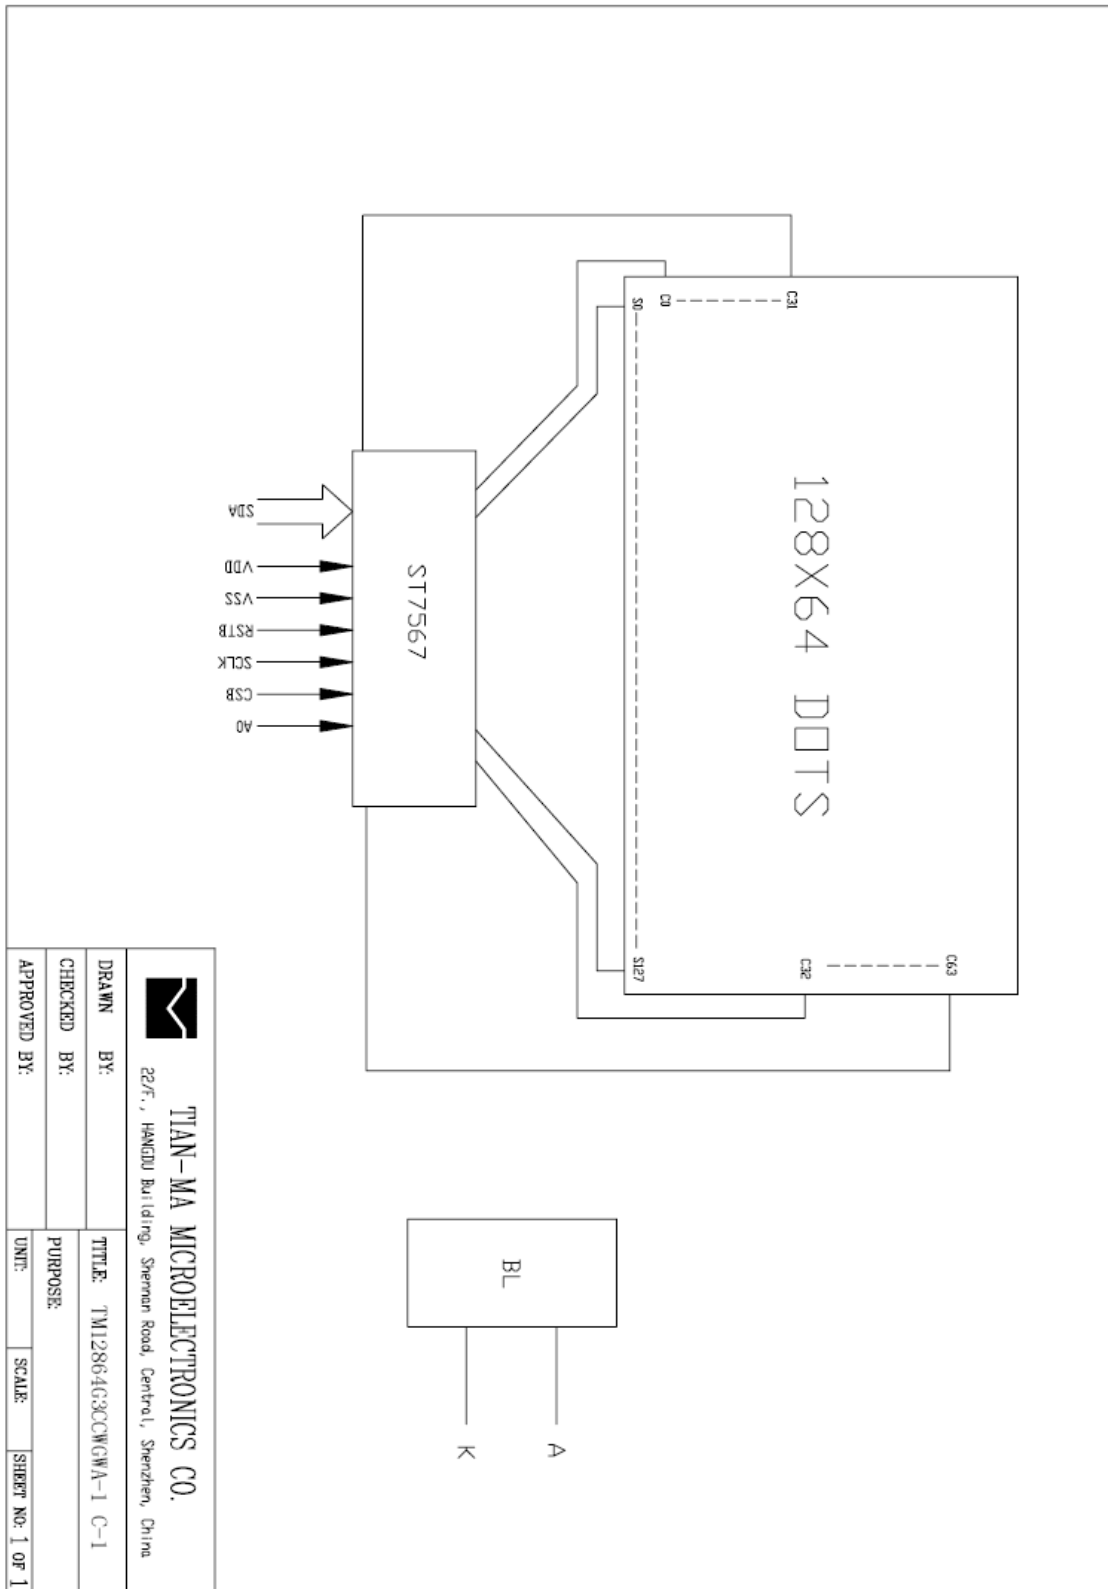 C31
C0
S0
128X64 DOTS
S127
C32
C63
ST7567
SDA
VDD
VSS
RSTB
SCLK
CSB
A0
BL
A
K
TIAN-MA MICROELECTRONICS CO.
22/F., HANGDU Building, Shennan Road, Central, Shenzhen, China
DRAWN BY:
CHECKED BY:
APPROVED BY:
TITLE: TM12864G3CCWGWA-1 C-1
PURPOSE:
UNIT:
SCALE:
SHEET NO: 1 OF 1